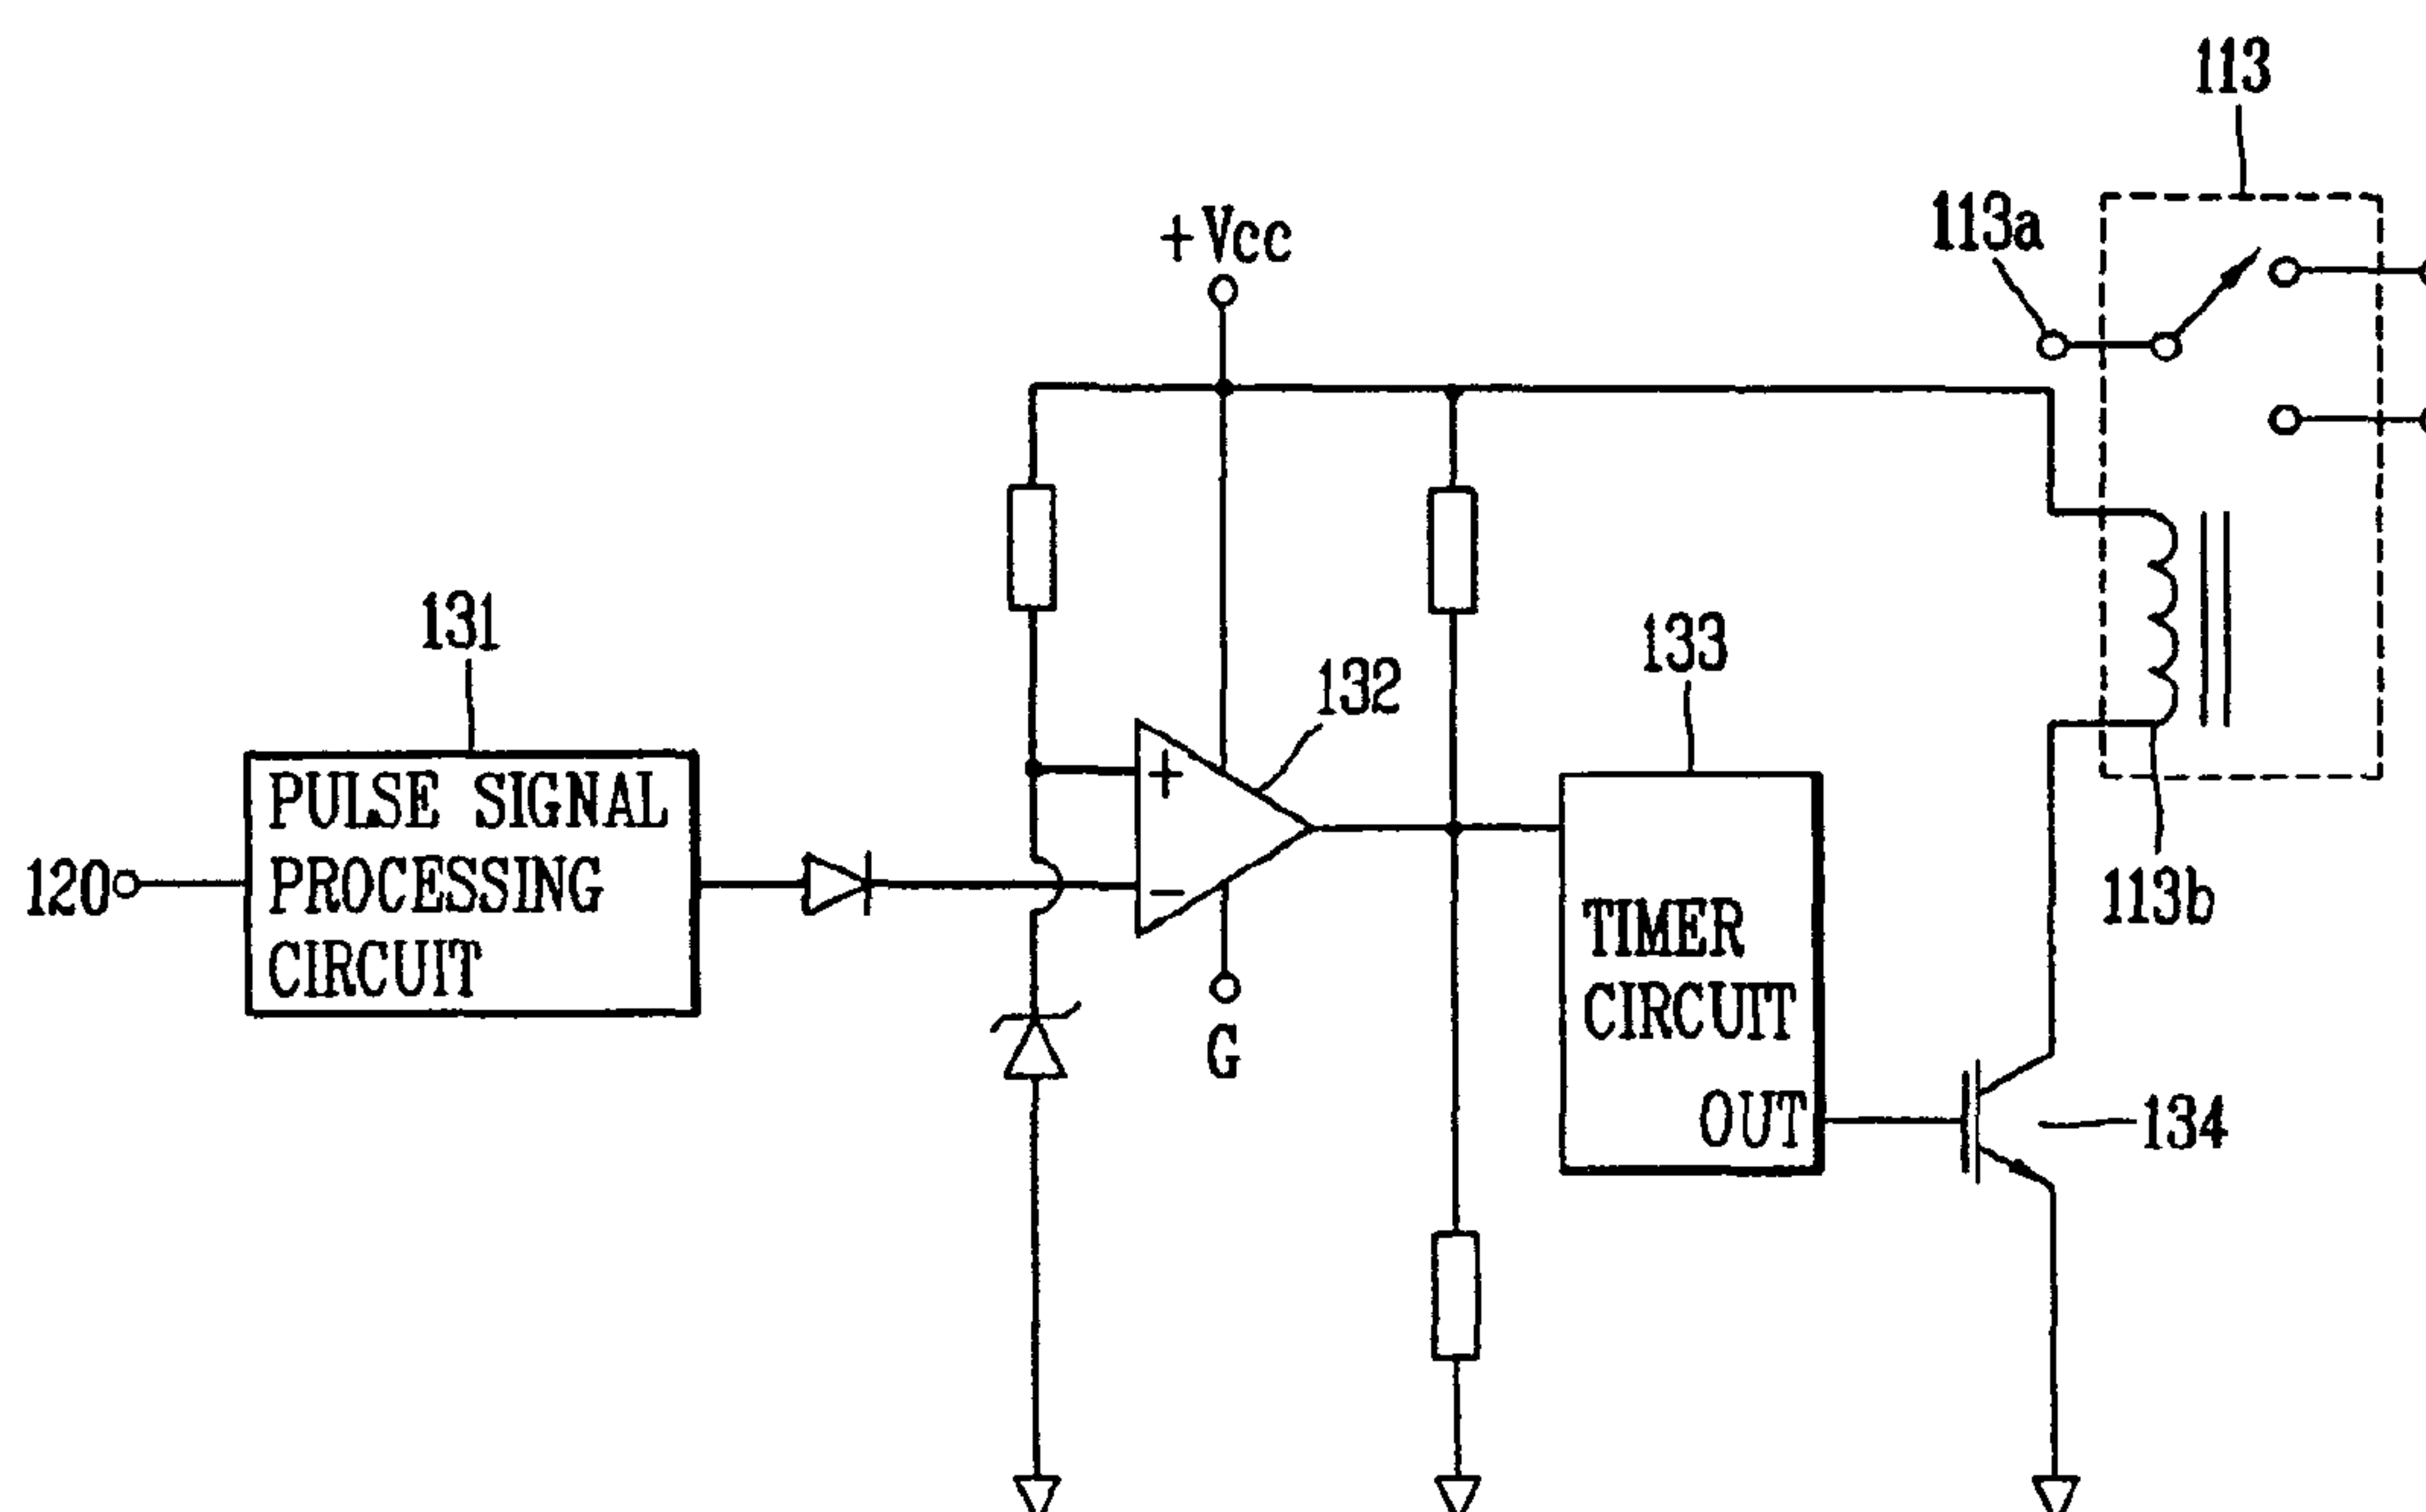 113
113a
+Vcc
131
132
133
PULSE SIGNAL
PROCESSING
CIRCUIT
120
+
−
G
TIMER
CIRCUIT
OUT
113b
134